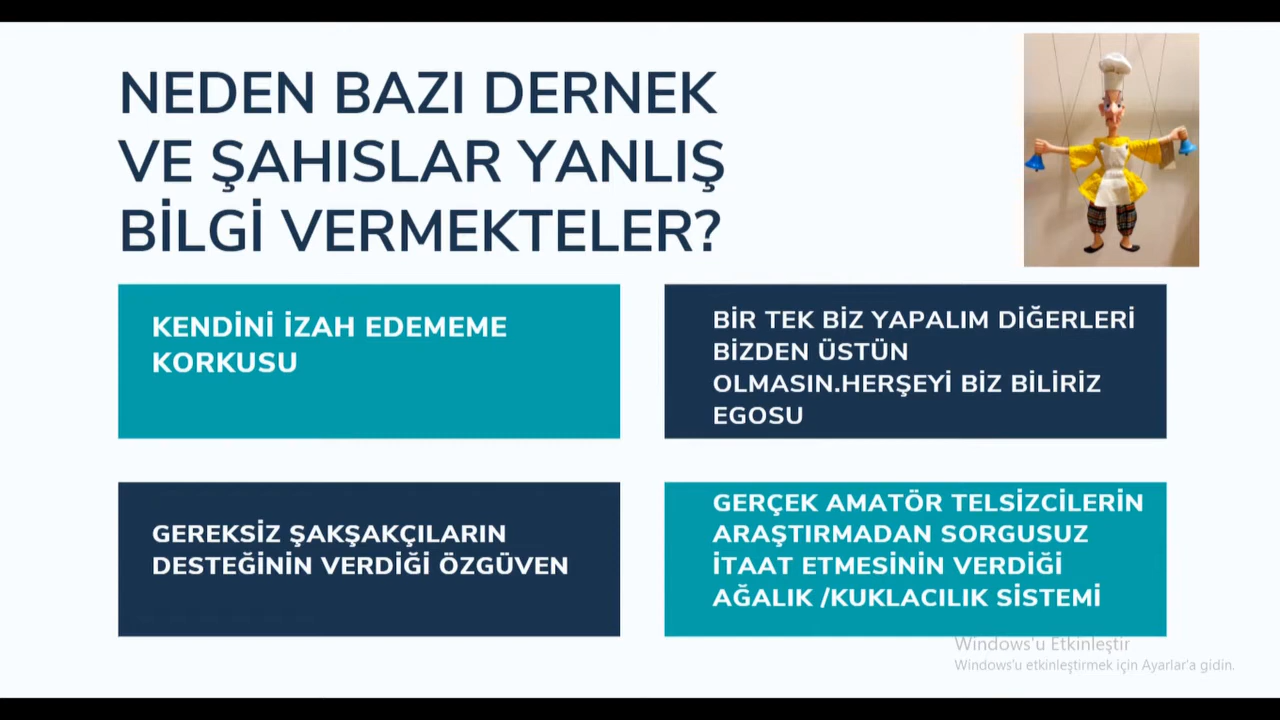 NEDEN BAZI DERNEK
VE ŞAHISLAR YANLIŞ
BİLGİ VERMEKTELER?
KENDİNİ İZAH EDEMEME
KORKUSU
BİR TEK BİZ YAPALIM DİĞERLERİ
BİZDEN ÜSTÜN
OLMASIN.HERŞEYİ BİZ BİLİRİZ
EGOSU
GEREKSİZ ŞAKŞAKÇILARIN
DESTEĞİNİN VERDİĞİ ÖZGÜVEN
GERÇEK AMATÖR TELSİZCİLERİN
ARAŞTIRMADAN SORGUSUZ
İTAAT ETMESİNİN VERDİĞİ
AĞALIK /KUKLACILIK SİSTEMİ
Windows'u Etkinleştir
Windows'u etkinleştirmek için Ayarlar'a gidin.